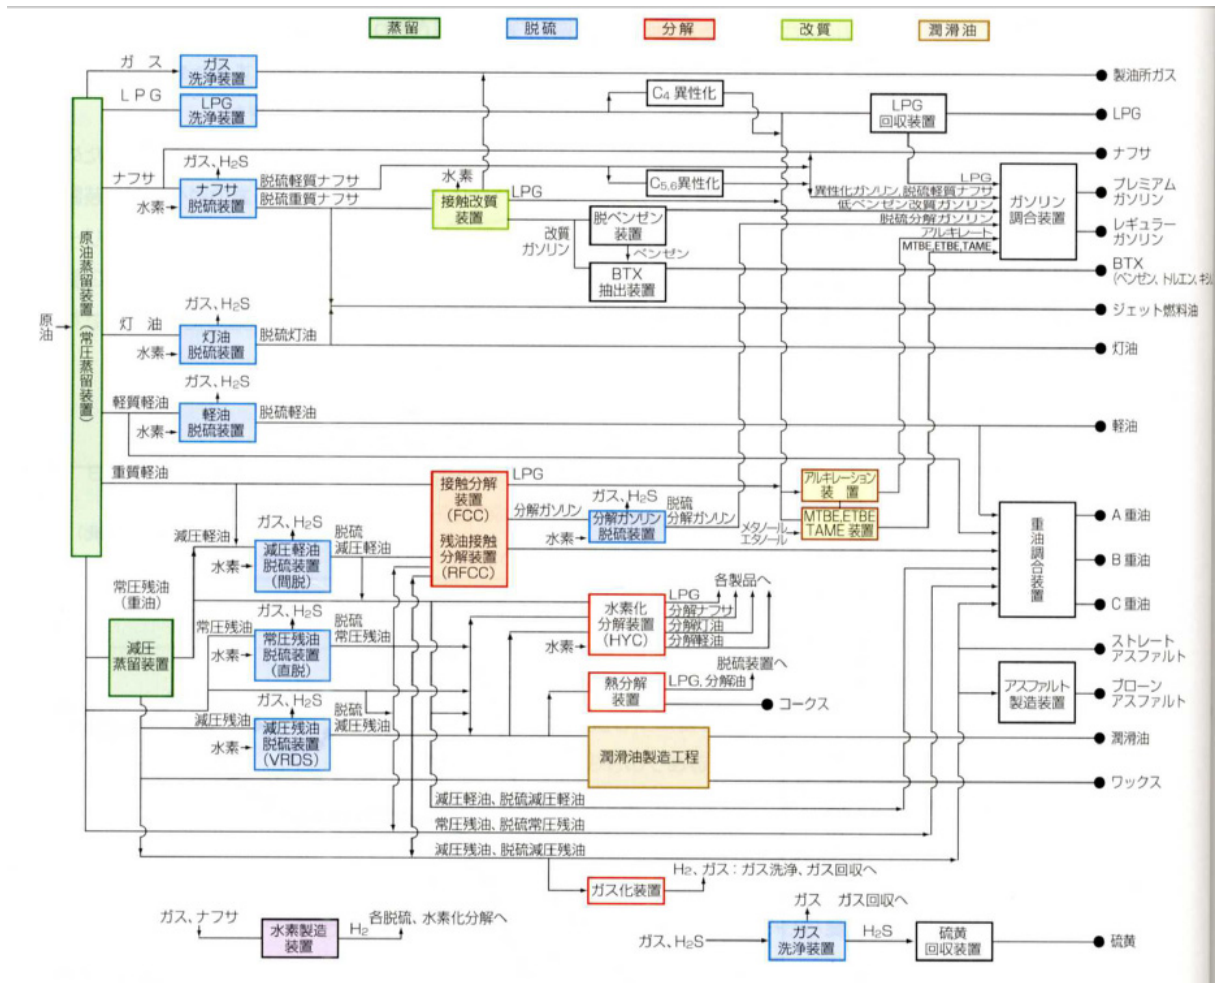 蒸留
脱硫
分解
改質
潤滑油
ガス
ガス
洗浄装置
製油所ガス
LPG
LPG
洗浄装置
C4 異性化
LPG
回収装置
LPG
ナフサ
ガス、H2S
ナフサ
脱硫装置
水素
脱硫軽質ナフサ
脱硫重質ナフサ
水素
接触改質
装置
LPG
C5,6異性化
LPG
異性化ガソリン,脱硫軽質ナフサ
低ベンゼン改質ガソリン
脱硫分解ガソリン
アルキレート
MTBE,ETBE,TAME
ガソリン
調合装置
ナフサ
プレミアム
ガソリン
レギュラー
ガソリン
改質
ガソリン
脱ベンゼン
装置
ベンゼン
BTX
抽出装置
BTX
(ベンゼン、トルエン、キシ
ジェット燃料油
原油
原油蒸留装置(常圧蒸留装置)
灯油
ガス、H2S
灯油
脱硫装置
水素
脱硫灯油
灯油
軽質軽油
ガス、H2S
軽油
脱硫装置
水素
脱硫軽油
軽油
重質軽油
接触分解
装置
(FCC)
残油接触
分解装置
(RFCC)
LPG
分解ガソリン
ガス、H2S
分解ガソリン
脱硫装置
水素
脱硫
分解ガソリン
アルキレーション
装置
メタノール
エタノール
MTBE,ETBE
TAME 装置
重油調合装置
A 重油
B 重油
C 重油
減圧軽油
ガス、H2S
減圧軽油
脱硫装置
(間脱)
水素
脱硫
減圧軽油
常圧残油
(重油)
減圧
蒸留装置
常圧残油
ガス、H2S
常圧残油
脱硫装置
(直脱)
水素
脱硫
常圧残油
各製品へ
水素化
分解装置
(HYC)
水素
LPG
分解ナフサ
分解灯油
分解軽油
脱硫装置へ
熱分解
装置
LPG,分解油
コークス
ストレート
アスファルト
アスファルト
製造装置
ブローン
アスファルト
減圧残油
ガス、H2S
減圧残油
脱硫装置
(VRDS)
水素
脱硫
減圧残油
潤滑油製造工程
潤滑油
ワックス
減圧軽油、脱硫減圧軽油
常圧残油、脱硫常圧残油
減圧残油、脱硫減圧残油
ガス化装置
H2、ガス：ガス洗浄、ガス回収へ
ガス、ナフサ
水素製造
装置
H2
各脱硫、水素化分解へ
ガス、H2S
ガス
ガス回収へ
ガス
洗浄装置
H2S
硫黄
回収装置
硫黄